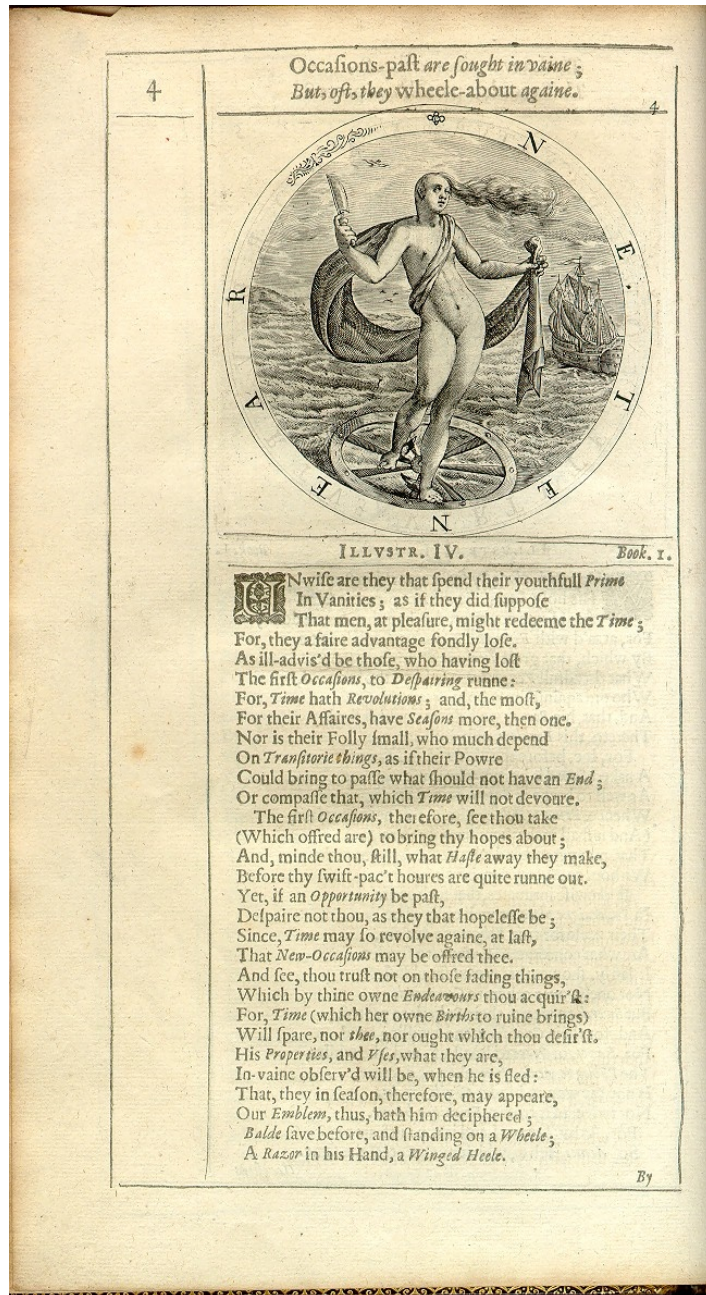 Occasions-past are sought in vaine;
But, oft, they wheele-about againe.
4
4
NE. TENEAR
ILLVSTR. IV. Book. 1.
UNwise are they that spend their youthfull Prime
In Vanities; as if they did suppose
That men, at pleasure, might redeeme the Time;
For, they a faire advantage fondly lose.
As ill-advis'd be those, who having lost
The first Occasions, to Despairing runne:
For, Time hath Revolutions; and, the most,
For their Affaires, have Seasons more, then one.
Nor is their Folly small, who much depend
On Transitorie things, as if their Powre
Could bring to passe what should not have an End;
Or compasse that, which Time will not devoure.
The first Occasions, therefore, see thou take
(Which offred are) to bring thy hopes about;
And, minde thou, still, what Haste away they make,
Before thy swift-pac't houres are quite runne out.
Yet, if an Opportunity be past,
Despaire not thou, as they that hopelesse be;
Since, Time may so revolve againe, at last,
That New-Occasions may be offred thee.
And see, thou trust not on those fading things,
Which by thine owne Endeavours thou acquir'st:
For, Time (which her owne Births to ruine brings)
Will spare, nor thee, nor ought which thou desir'st.
His Properties, and Vses, what they are,
In-vaine observ'd will be, when he is fled:
That, they in season, therefore, may appeare,
Our Emblem, thus, hath him deciphered;
Balde save before, and standing on a Wheele;
A Razor in his Hand, a Winged Heele.
By